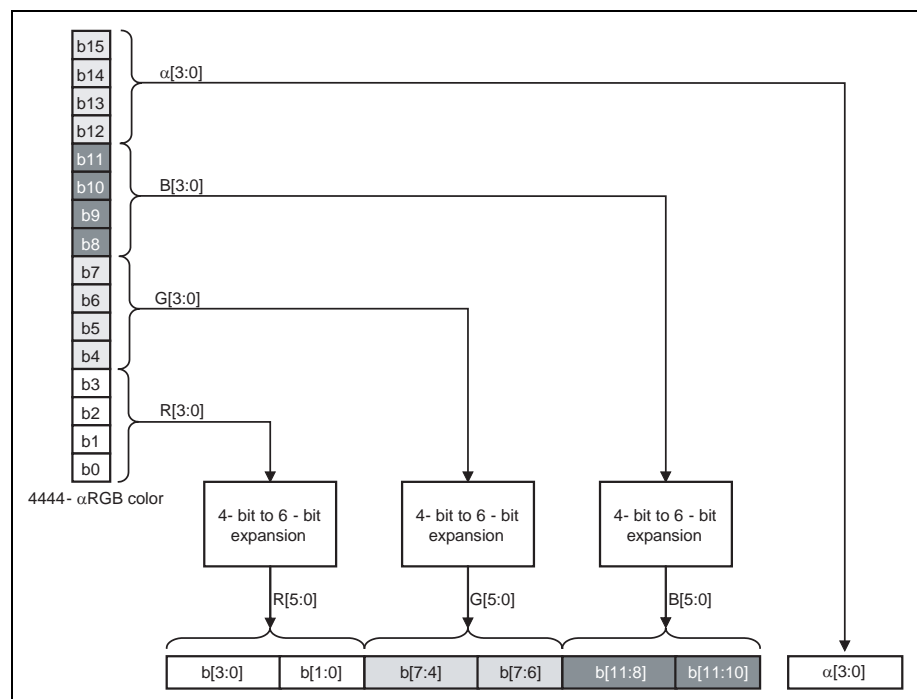 b15
b14
α[3:0]
b13
b12
b11
b10
B[3:0]
b9
b8
b7
b6
G[3:0]
b5
b4
b3
b2
R[3:0]
b1
b0
4444- αRGB color
4- bit to 6 - bit
expansion
4- bit to 6 - bit
expansion
4- bit to 6 - bit
expansion
R[5:0]
G[5:0]
B[5:0]
b[3:0]
b[1:0]
b[7:4]
b[7:6]
b[11:8]
b[11:10]
α[3:0]